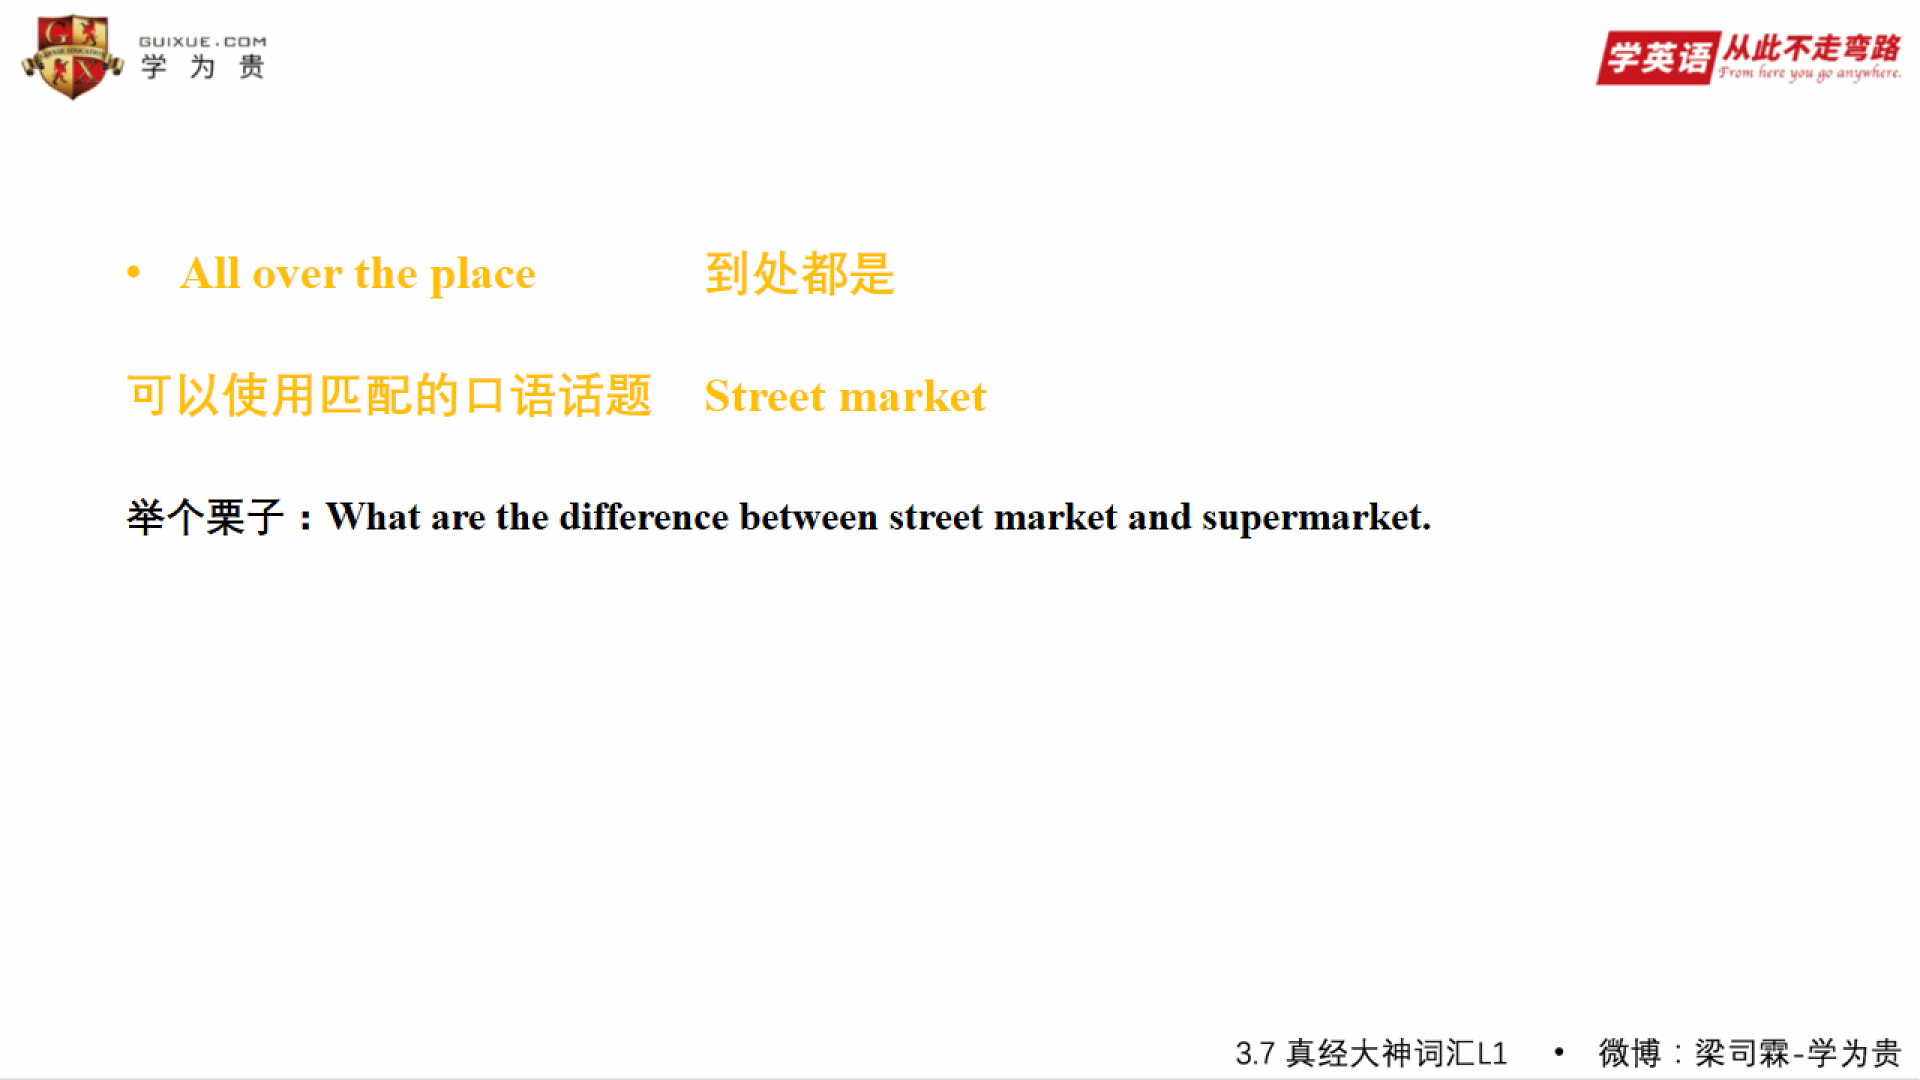 GUIXUE.COM
学为贵
学英语 从此不走弯路
From here you go anywhere.
• All over the place 到处都是
可以使用匹配的口语话题 Street market
举个栗子：What are the difference between street market and supermarket.
3.7 真经大神词汇L1 • 微博：梁司霖-学为贵